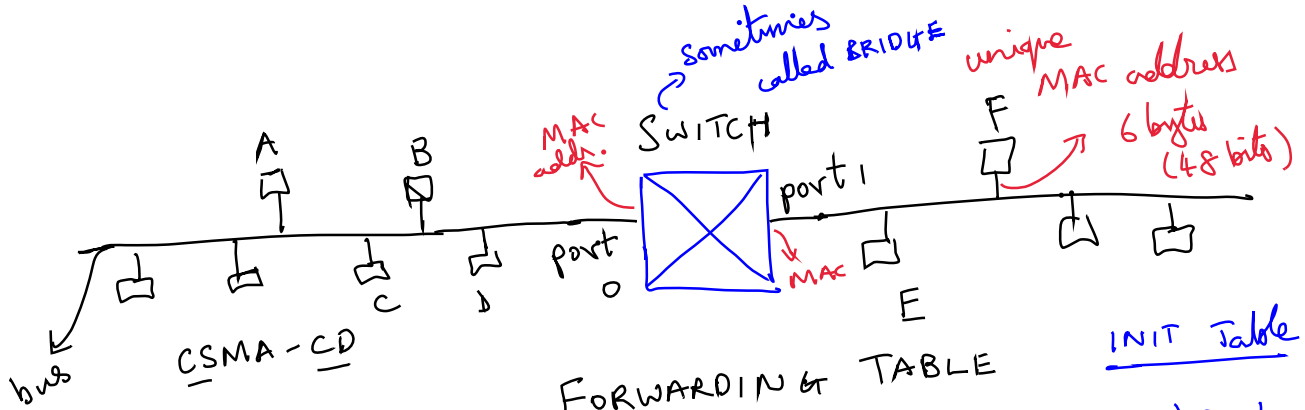 sometimes
called BRIDGE
unique
MAC address
6 bytes
(48 bits)
SWITCH
MAC
addr.
A
B
F
port 1
port
0
MAC
C
D
E
bus
CSMA-CD
FORWARDING TABLE
INIT Table